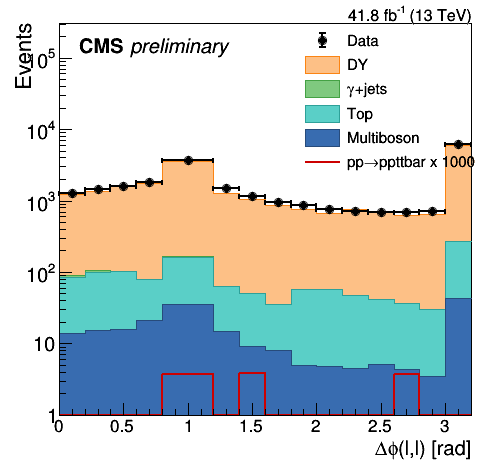 41.8 fb⁻¹ (13 TeV)
Events
CMS preliminary
Data
DY
γ+jets
Top
Multiboson
pp→ppttbar x 1000
10⁵
10⁴
10³
10²
10
1
0 0.5 1 1.5 2 2.5 3
Δϕ(l,l) [rad]